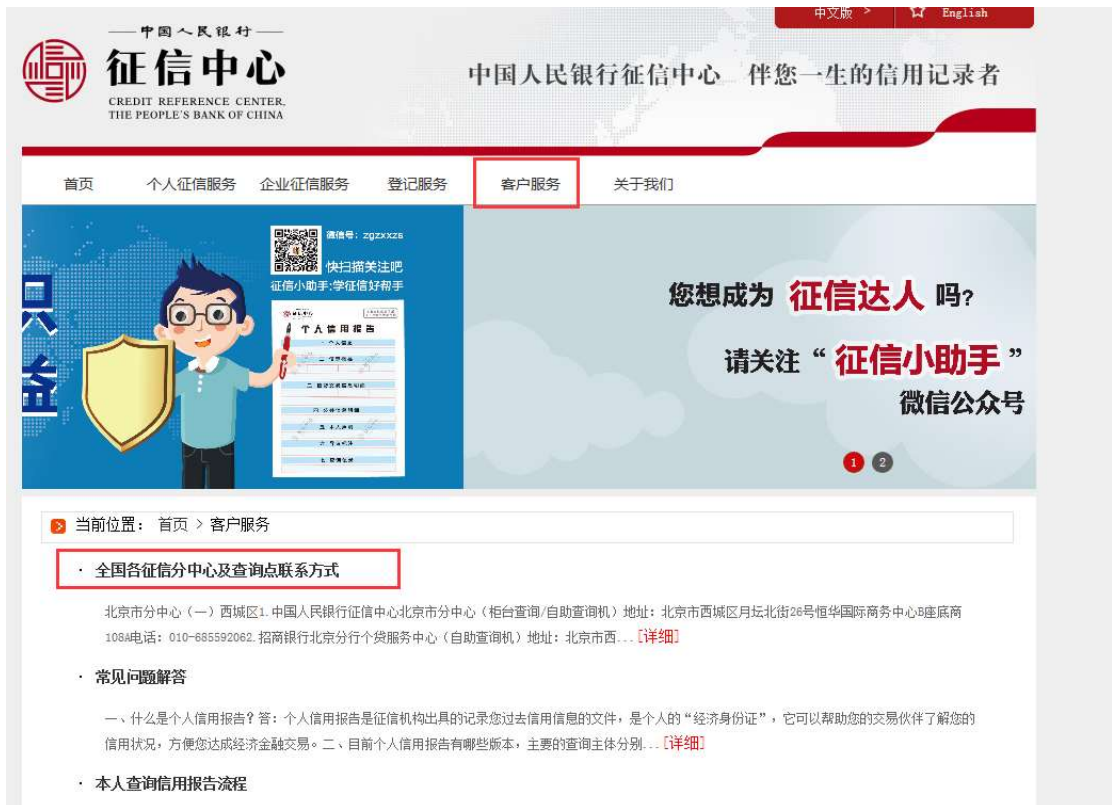 中文版 > English
中国人民银行
征信中心
CREDIT REFERENCE CENTER,
THE PEOPLE'S BANK OF CHINA
中国人民银行征信中心 伴您一生的信用记录者
首页 个人征信服务 企业征信服务 登记服务 客户服务 关于我们
微信号:zgzxxzs
快扫描关注吧
征信小助手:学征信好帮手
个人信用报告
识
益
您想成为 征信达人 吗?
请关注“征信小助手”
微信公众号
1 2
当前位置: 首页 > 客户服务
· 全国各征信分中心及查询点联系方式
北京市分中心(一)西城区1.中国人民银行征信中心北京市分中心(柜台查询/自助查询机)地址:北京市西城区月坛北街26号恒华国际商务中心B座底商
108A电话:010-685592062.招商银行北京分行个贷服务中心(自助查询机)地址:北京市西...[详细]
· 常见问题解答
一、什么是个人信用报告?答:个人信用报告是征信机构出具的记录您过去信用信息的文件,是个人的“经济身份证”,它可以帮助您的交易伙伴了解您的
信用状况,方便您达成经济金融交易。二、目前个人信用报告有哪些版本,主要的查询主体分别...[详细]
· 本人查询信用报告流程